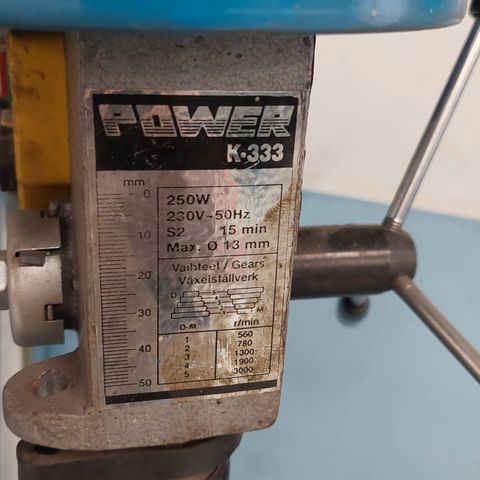 POWER
K-333
mm
0
10
20
30
40
50
250W
230V~50Hz
S2 15 min
Max. Ø 13 mm
Vaihteet / Gears
Växelställverk
D-M r/min
1 560
2 780
3 1300
4 1900
5 3000